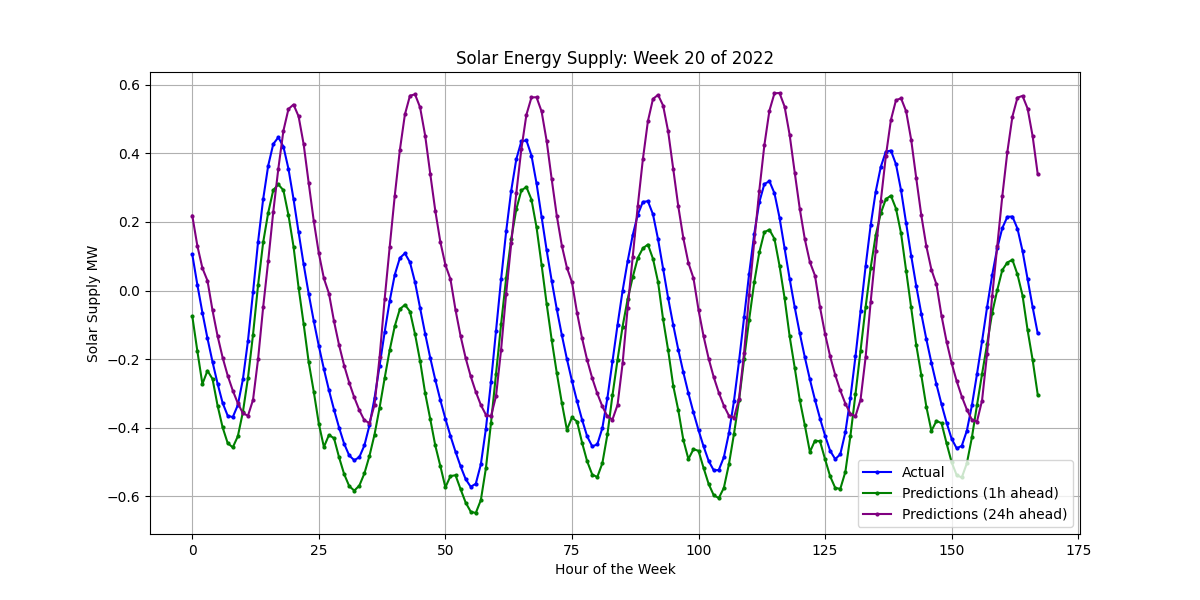 Solar Energy Supply: Week 20 of 2022
Solar Supply MW
0.6
0.4
0.2
0.0
−0.2
−0.4
−0.6
0 25 50 75 100 125 150 175
Hour of the Week
Actual
Predictions (1h ahead)
Predictions (24h ahead)